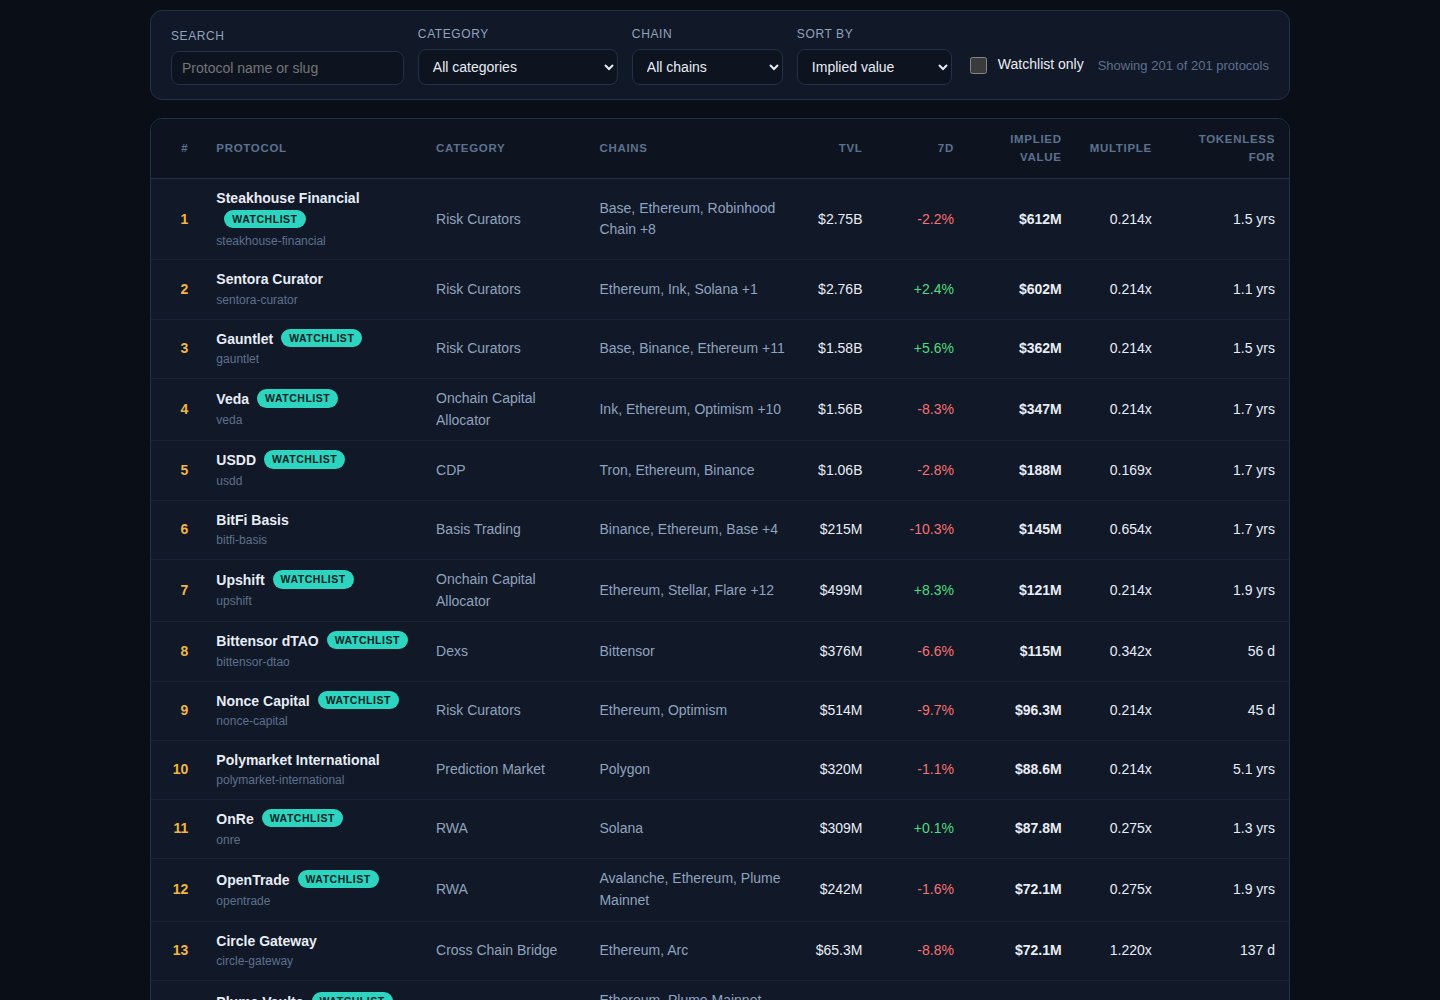 SEARCH
CATEGORY
CHAIN
SORT BY
Protocol name or slug
All categories
All chains
Implied value
Watchlist only
Showing 201 of 201 protocols
# PROTOCOL CATEGORY CHAINS TVL 7D IMPLIED VALUE MULTIPLE TOKENLESS FOR
1 Steakhouse Financial WATCHLIST
steakhouse-financial
Risk Curators
Base, Ethereum, Robinhood
Chain +8
$2.75B -2.2% $612M 0.214x 1.5 yrs
2 Sentora Curator
sentora-curator
Risk Curators
Ethereum, Ink, Solana +1
$2.76B +2.4% $602M 0.214x 1.1 yrs
3 Gauntlet WATCHLIST
gauntlet
Risk Curators
Base, Binance, Ethereum +11
$1.58B +5.6% $362M 0.214x 1.5 yrs
4 Veda WATCHLIST
veda
Onchain Capital
Allocator
Ink, Ethereum, Optimism +10
$1.56B -8.3% $347M 0.214x 1.7 yrs
5 USDD WATCHLIST
usdd
CDP
Tron, Ethereum, Binance
$1.06B -2.8% $188M 0.169x 1.7 yrs
6 BitFi Basis
bitfi-basis
Basis Trading
Binance, Ethereum, Base +4
$215M -10.3% $145M 0.654x 1.7 yrs
7 Upshift WATCHLIST
upshift
Onchain Capital
Allocator
Ethereum, Stellar, Flare +12
$499M +8.3% $121M 0.214x 1.9 yrs
8 Bittensor dTAO WATCHLIST
bittensor-dtao
Dexs
Bittensor
$376M -6.6% $115M 0.342x 56 d
9 Nonce Capital WATCHLIST
nonce-capital
Risk Curators
Ethereum, Optimism
$514M -9.7% $96.3M 0.214x 45 d
10 Polymarket International
polymarket-international
Prediction Market
Polygon
$320M -1.1% $88.6M 0.214x 5.1 yrs
11 OnRe WATCHLIST
onre
RWA
Solana
$309M +0.1% $87.8M 0.275x 1.3 yrs
12 OpenTrade WATCHLIST
opentrade
RWA
Avalanche, Ethereum, Plume
Mainnet
$242M -1.6% $72.1M 0.275x 1.9 yrs
13 Circle Gateway
circle-gateway
Cross Chain Bridge
Ethereum, Arc
$65.3M -8.8% $72.1M 1.220x 137 d
Plume Vaults WATCHLIST
Ethereum, Plume Mainnet